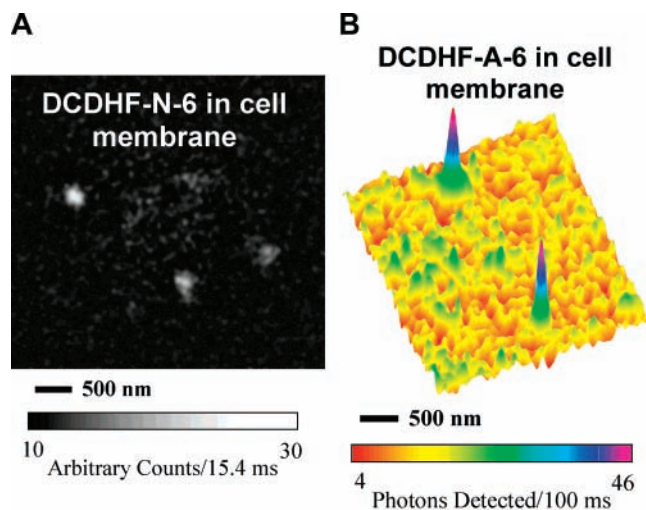 A
DCDHF-N-6 in cell
membrane
500 nm
10
30
Arbitrary Counts/15.4 ms
B
DCDHF-A-6 in cell
membrane
500 nm
4
46
Photons Detected/100 ms